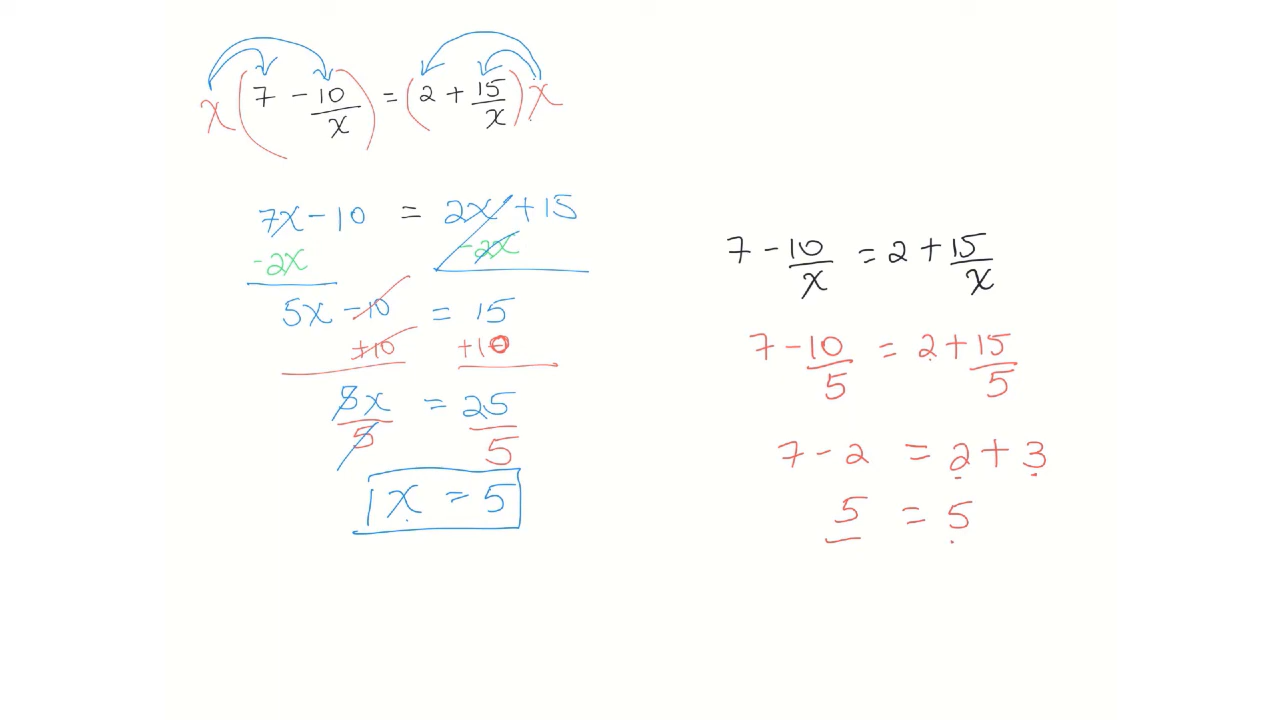 x(7 - 10/x) = (2 + 15/x)x
7x - 10 = 2x + 15
-2x -2x
5x - 10 = 15
+10 +10
5x/5 = 25/5
1x = 5
7 - 10/x = 2 + 15/x
7 - 10/5 = 2 + 15/5
7 - 2 = 2 + 3
5 = 5